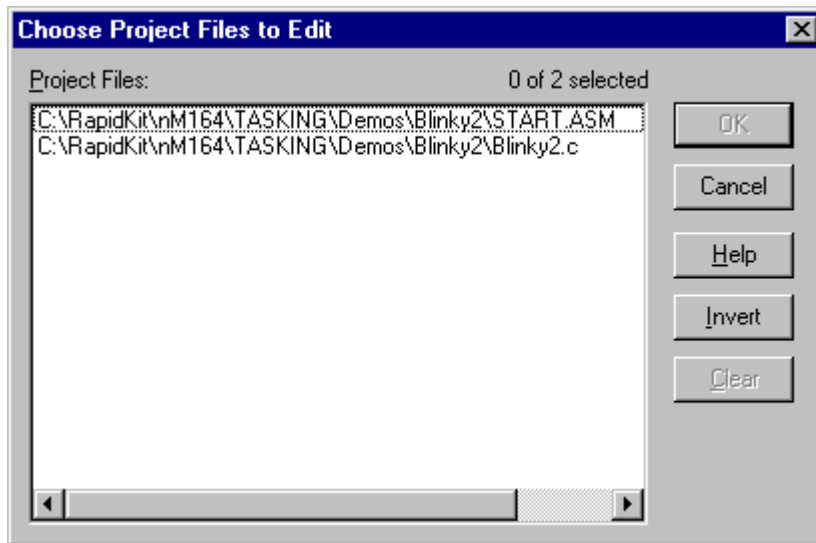 Choose Project Files to Edit
Project Files: 0 of 2 selected
C:\RapidKit\nM164\TASKING\Demos\Blinky2\START.ASM
C:\RapidKit\nM164\TASKING\Demos\Blinky2\Blinky2.c
OK
Cancel
Help
Invert
Clear